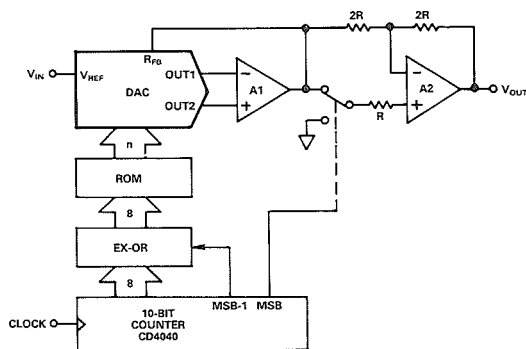 2R 2R
V_IN V_REF R_FB OUT1
DAC
OUT2
− + A1
R
− + A2
V_OUT
n
ROM
8
EX-OR
8
MSB-1 MSB
CLOCK
10-BIT
COUNTER
CD4040